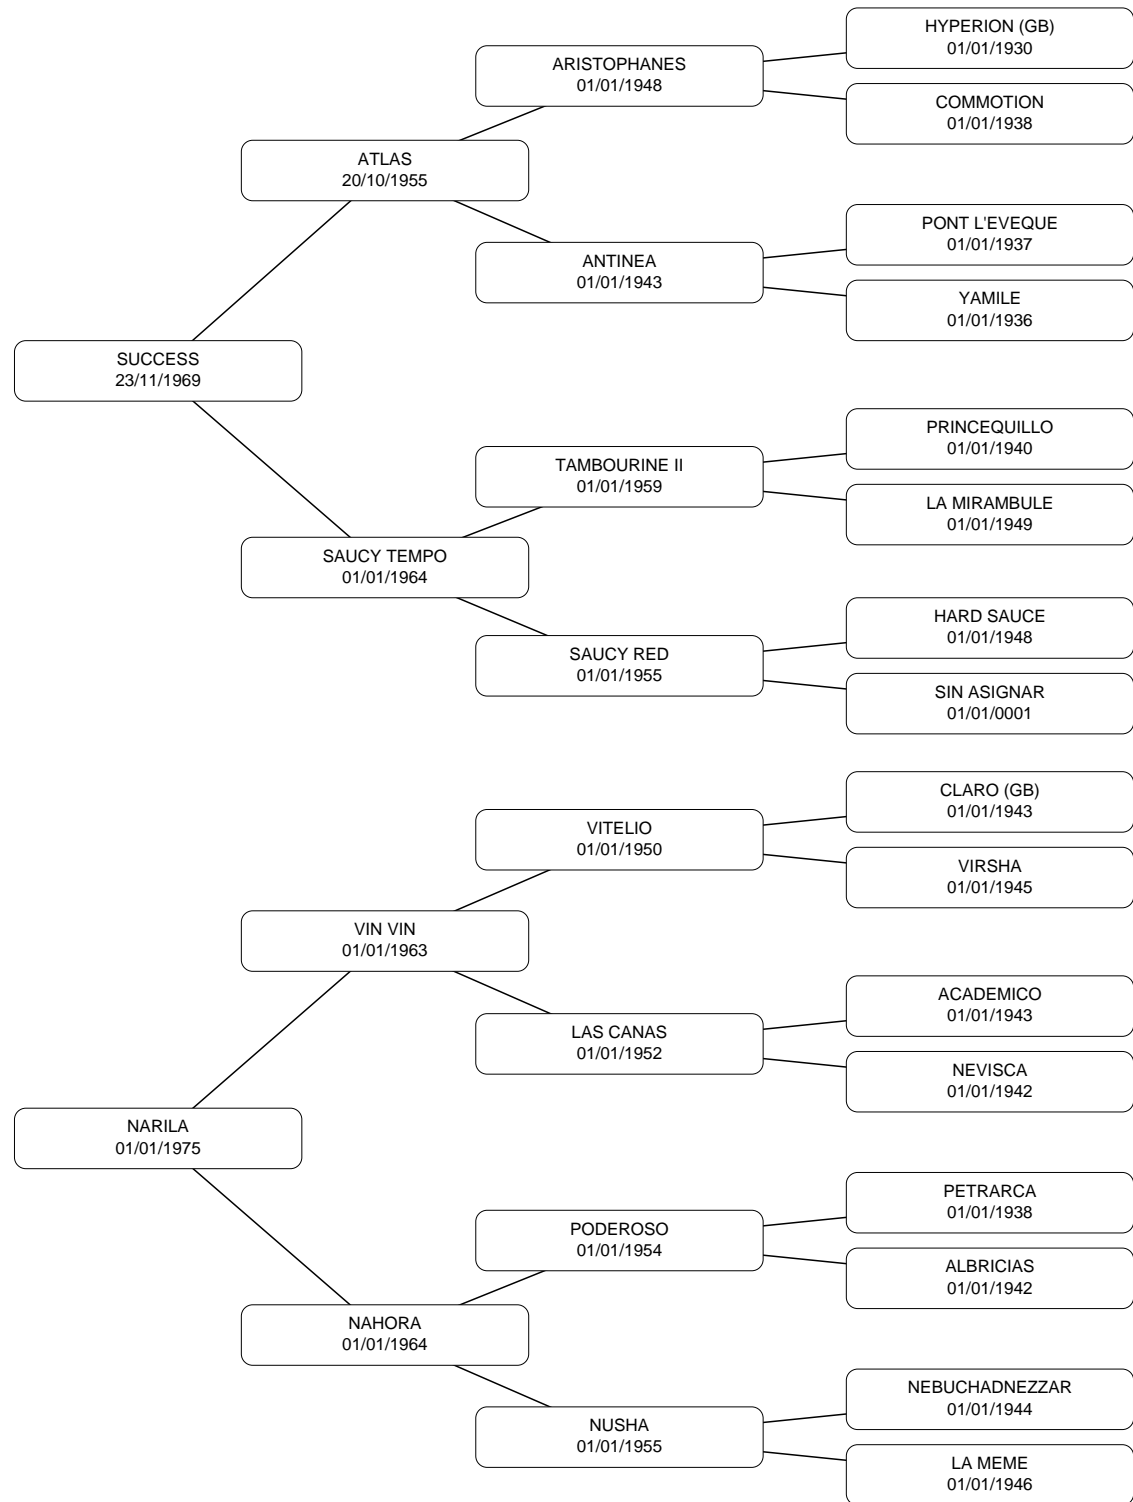 HYPERION (GB)
01/01/1930
ARISTOPHANES
01/01/1948
COMMOTION
01/01/1938
ATLAS
20/10/1955
PONT L'EVEQUE
01/01/1937
ANTINEA
01/01/1943
YAMILE
01/01/1936
SUCCESS
23/11/1969
PRINCEQUILLO
01/01/1940
TAMBOURINE II
01/01/1959
LA MIRAMBULE
01/01/1949
SAUCY TEMPO
01/01/1964
HARD SAUCE
01/01/1948
SAUCY RED
01/01/1955
SIN ASIGNAR
01/01/0001
CLARO (GB)
01/01/1943
VITELIO
01/01/1950
VIRSHA
01/01/1945
VIN VIN
01/01/1963
ACADEMICO
01/01/1943
LAS CANAS
01/01/1952
NEVISCA
01/01/1942
NARILA
01/01/1975
PETRARCA
01/01/1938
PODEROSO
01/01/1954
ALBRICIAS
01/01/1942
NAHORA
01/01/1964
NEBUCHADNEZZAR
01/01/1944
NUSHA
01/01/1955
LA MEME
01/01/1946